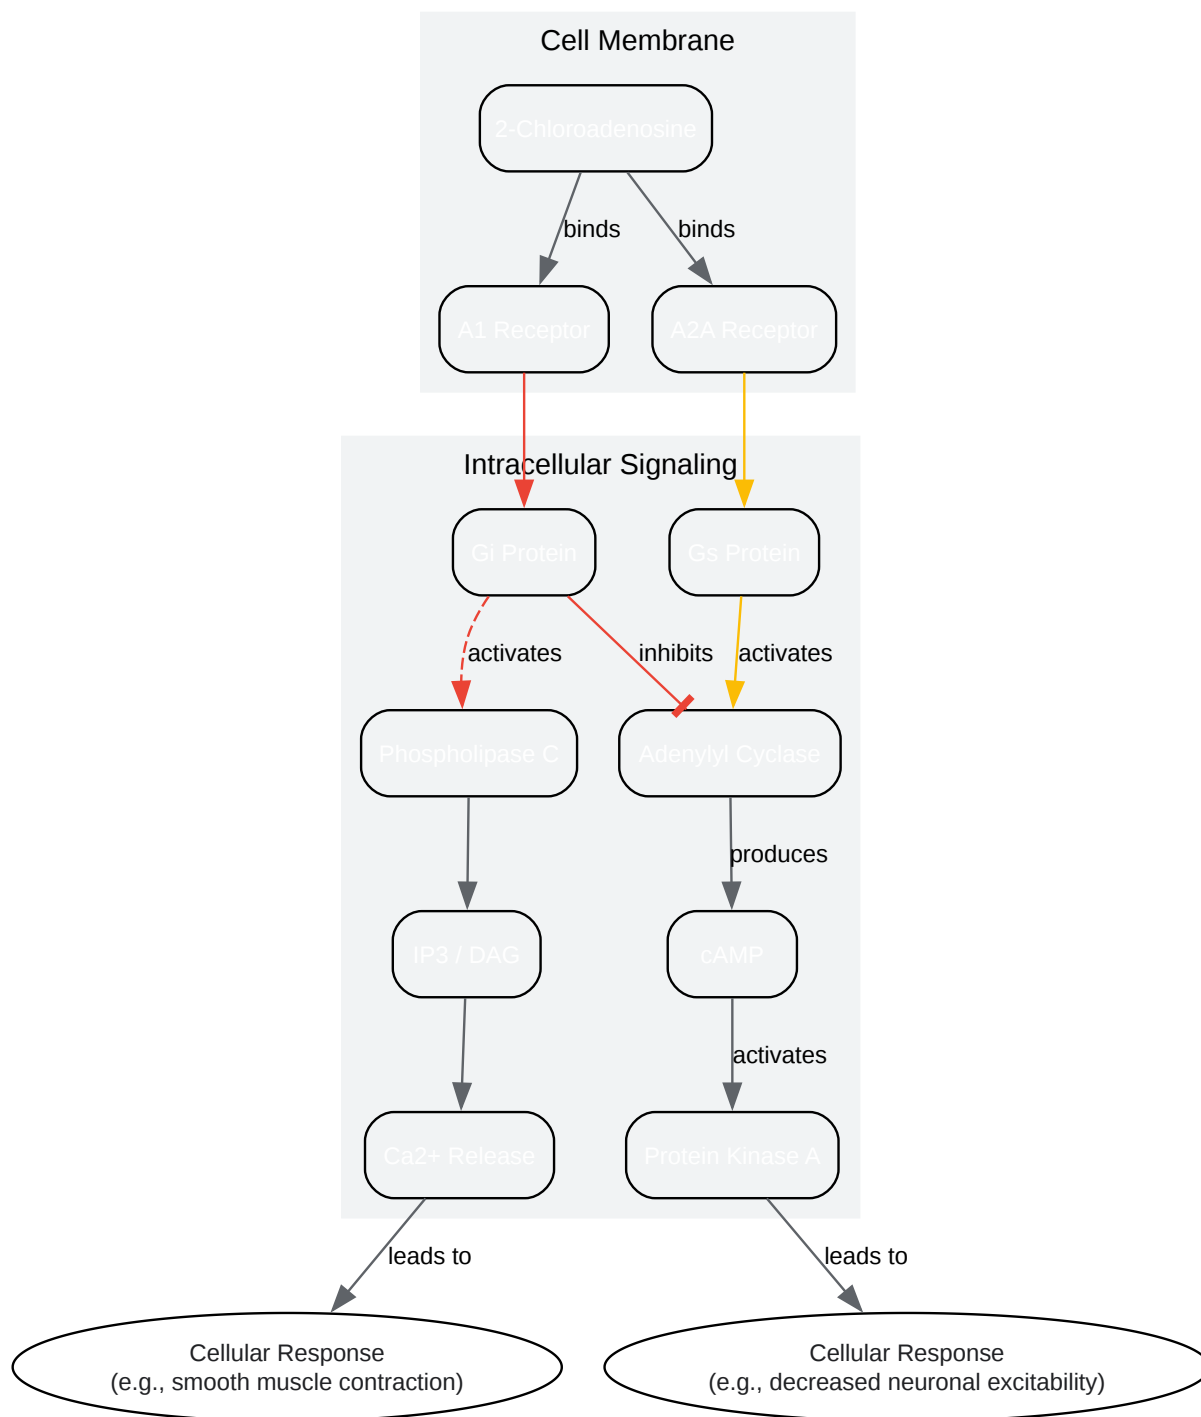 Cell Membrane
2-Chloroadenosine
binds
binds
A1 Receptor
A2A Receptor
Intracellular Signaling
Gi Protein
Gs Protein
activates
inhibits
activates
Phospholipase C
Adenylyl Cyclase
produces
IP3 / DAG
cAMP
activates
Ca2+ Release
Protein Kinase A
leads to
leads to
Cellular Response
(e.g., smooth muscle contraction)
Cellular Response
(e.g., decreased neuronal excitability)